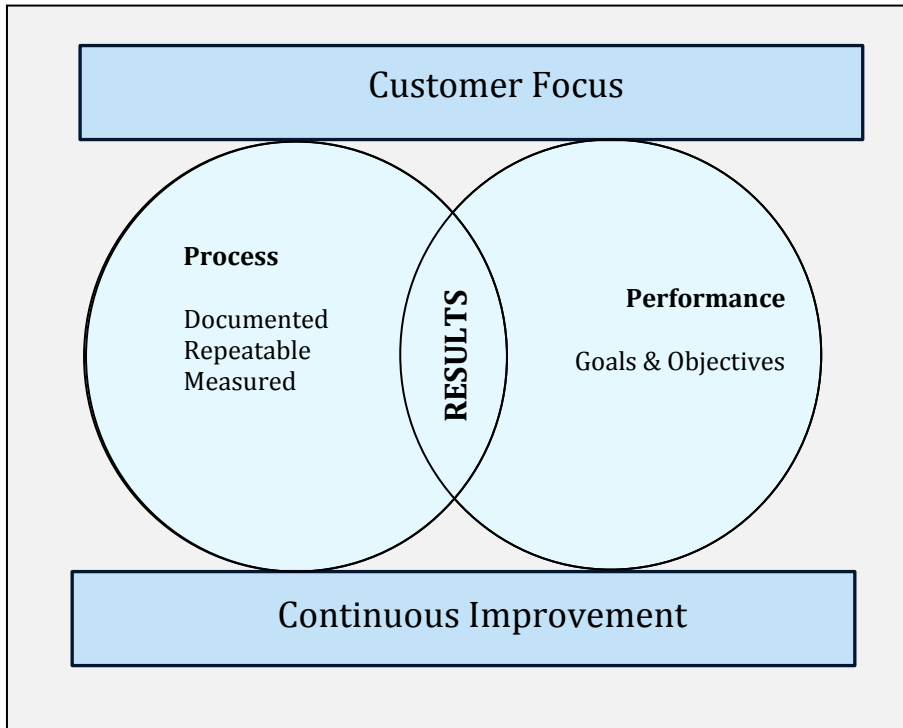 Customer Focus
Process
Documented
Repeatable
Measured
RESULTS
Performance
Goals & Objectives
Continuous Improvement